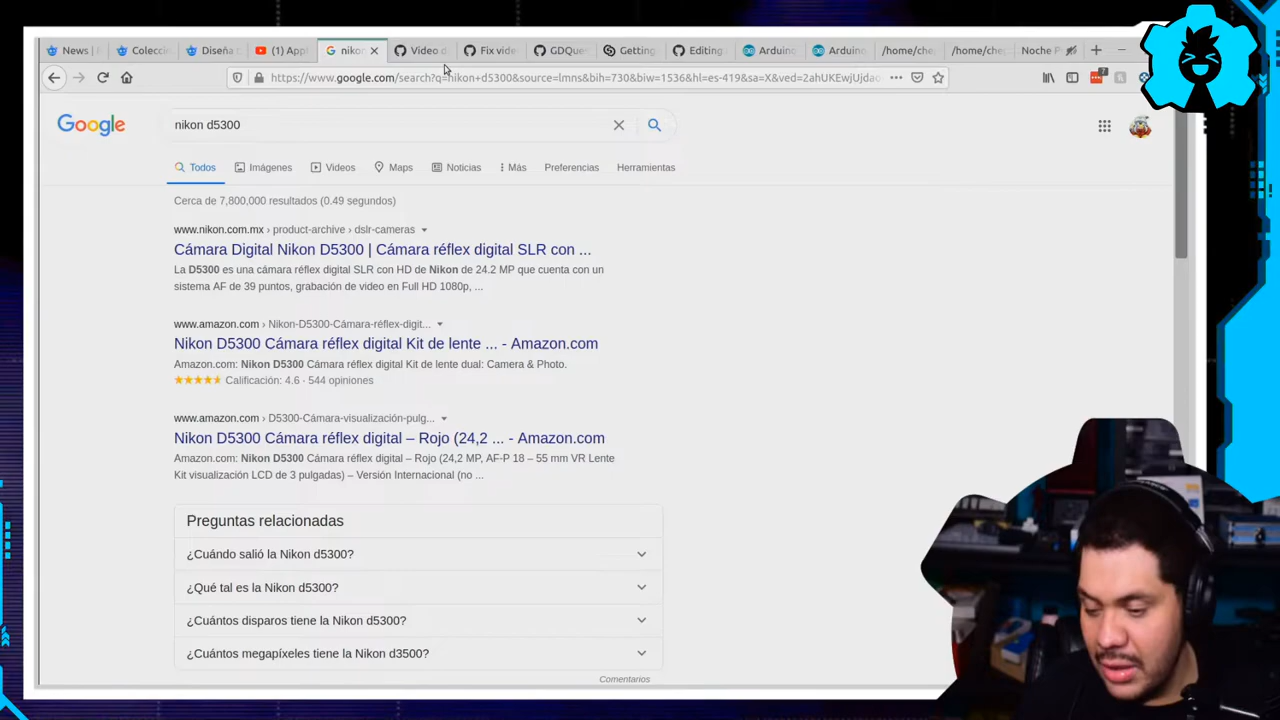 News |
Colecci
Diseña
(1) App
nikon
Video d
Fix vide
GDQue
Getting
Editing
Arduin
Arduin
/home/che
/home/che
Noche P
https://www.google.com/search?q=nikon+d5300&source=lmns&bih=730&biw=1536&hl=es-419&sa=X&ved=2ahUKEwjUjdao
Google
nikon d5300
Todos
Imágenes
Videos
Maps
Noticias
Más
Preferencias
Herramientas
Cerca de 7,800,000 resultados (0.49 segundos)
www.nikon.com.mx › product-archive › dslr-cameras
Cámara Digital Nikon D5300 | Cámara réflex digital SLR con ...
La D5300 es una cámara réflex digital SLR con HD de Nikon de 24.2 MP que cuenta con un
sistema AF de 39 puntos, grabación de video en Full HD 1080p, ...
www.amazon.com › Nikon-D5300-Cámara-réflex-digit...
Nikon D5300 Cámara réflex digital Kit de lente ... - Amazon.com
Amazon.com: Nikon D5300 Cámara réflex digital Kit de lente dual: Camera & Photo.
Calificación: 4.6 · 544 opiniones
www.amazon.com › D5300-Cámara-visualización-pulg...
Nikon D5300 Cámara réflex digital – Rojo (24,2 ... - Amazon.com
Amazon.com: Nikon D5300 Cámara réflex digital – Rojo (24,2 MP, AF-P 18 – 55 mm VR Lente
Kit visualización LCD de 3 pulgadas) – Versión Internacional (no ...
Preguntas relacionadas
¿Cuándo salió la Nikon d5300?
¿Qué tal es la Nikon d5300?
¿Cuántos disparos tiene la Nikon d5300?
¿Cuántos megapíxeles tiene la Nikon d3500?
Comentarios